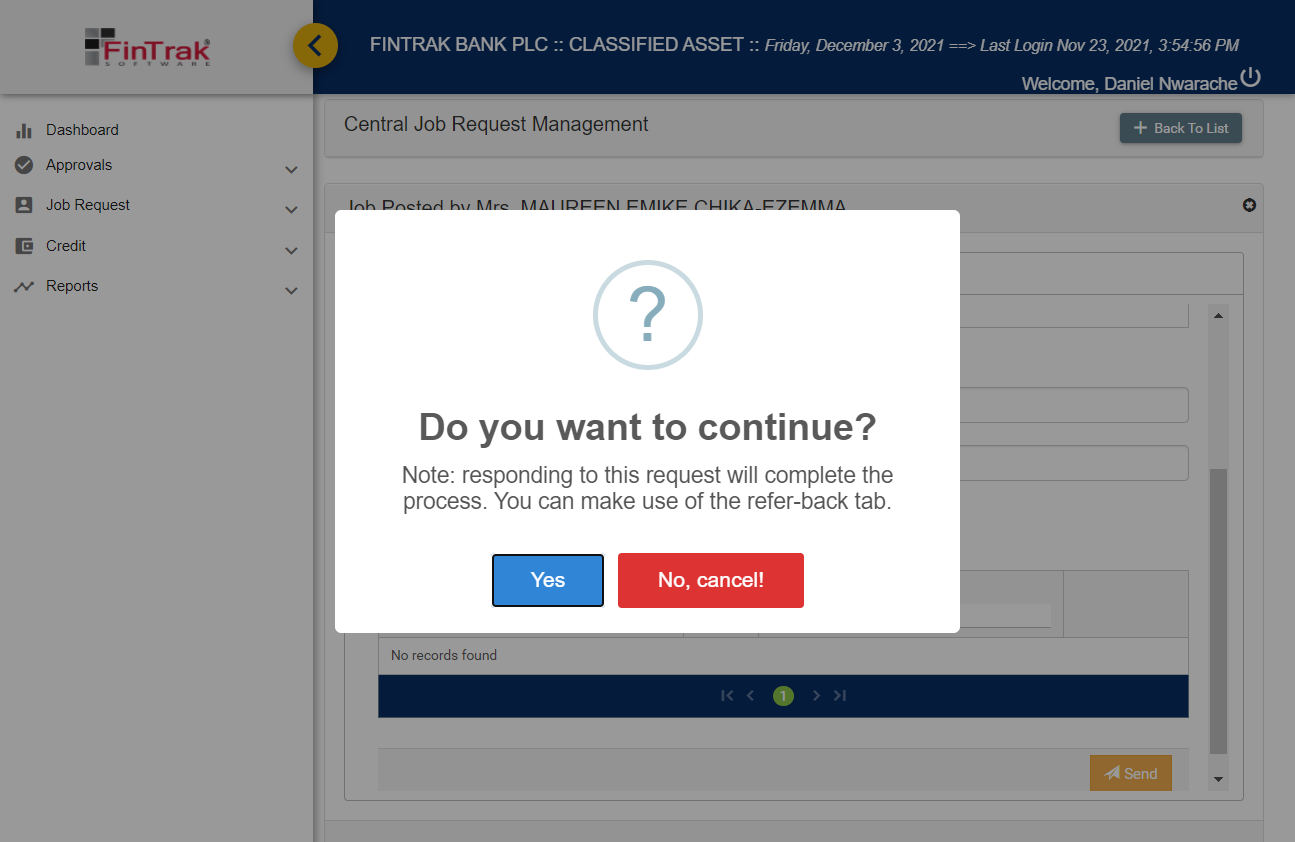 FinTrak
SOFTWARE
FINTRAK BANK PLC :: CLASSIFIED ASSET :: Friday, December 3, 2021 ==> Last Login Nov 23, 2021, 3:54:56 PM
Welcome, Daniel Nwarache
Dashboard
Approvals
Job Request
Credit
Reports
Central Job Request Management
Back To List
Job Posted by Mrs. MAUREEN EMIKE CHIKA-EZEMMA
?
Do you want to continue?
Note: responding to this request will complete the
process. You can make use of the refer-back tab.
Yes
No, cancel!
No records found
1
Send